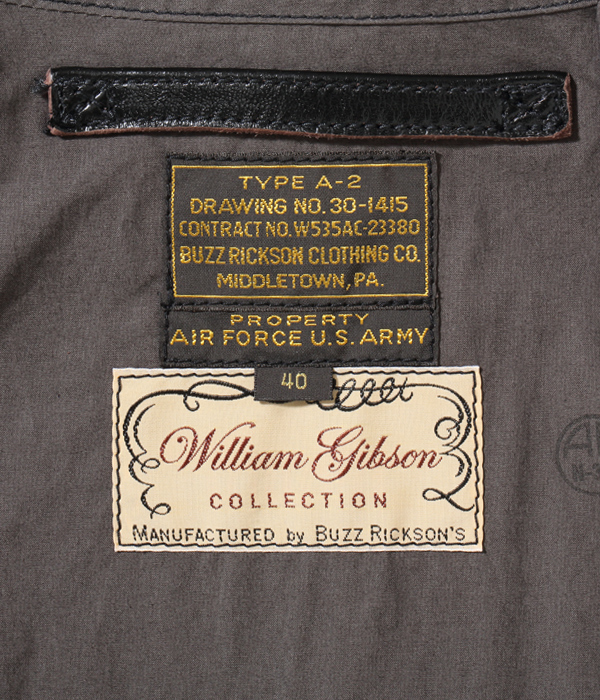 TYPE A-2
DRAWING NO. 30-1415
CONTRACT NO. W535AC-23380
BUZZ RICKSON CLOTHING CO.
MIDDLETOWN, PA.
PROPERTY
AIR FORCE U.S. ARMY
40
William Gibson
COLLECTION
MANUFACTURED by BUZZ RICKSON'S